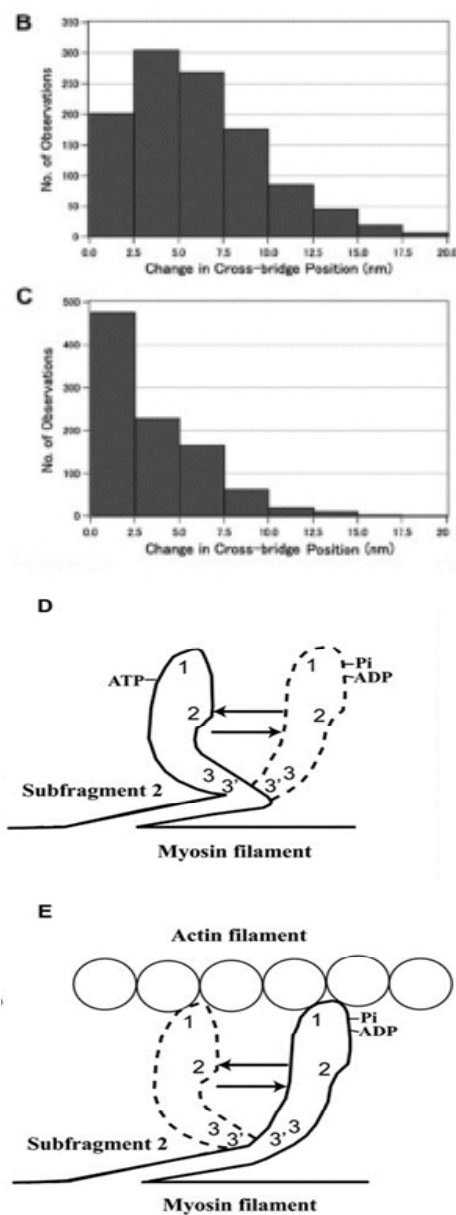 B
No. of Observations
350
300
250
200
150
100
50
0
0.0 2.5 5.0 7.5 10.0 12.5 15.0 17.5 20.0
Change in Cross-bridge Position (nm)
C
No. of Observations
500
400
300
200
100
0
0.0 2.5 5.0 7.5 10.0 12.5 15.0 17.5 20.0
Change in Cross-bridge Position (nm)
D
1 1 Pi
ATP ADP
2 2
3 3' 3' 3
Subfragment 2
Myosin filament
E
Actin filament
1 1 Pi
ADP
2 2
3 3' 3' 3
Subfragment 2
Myosin filament